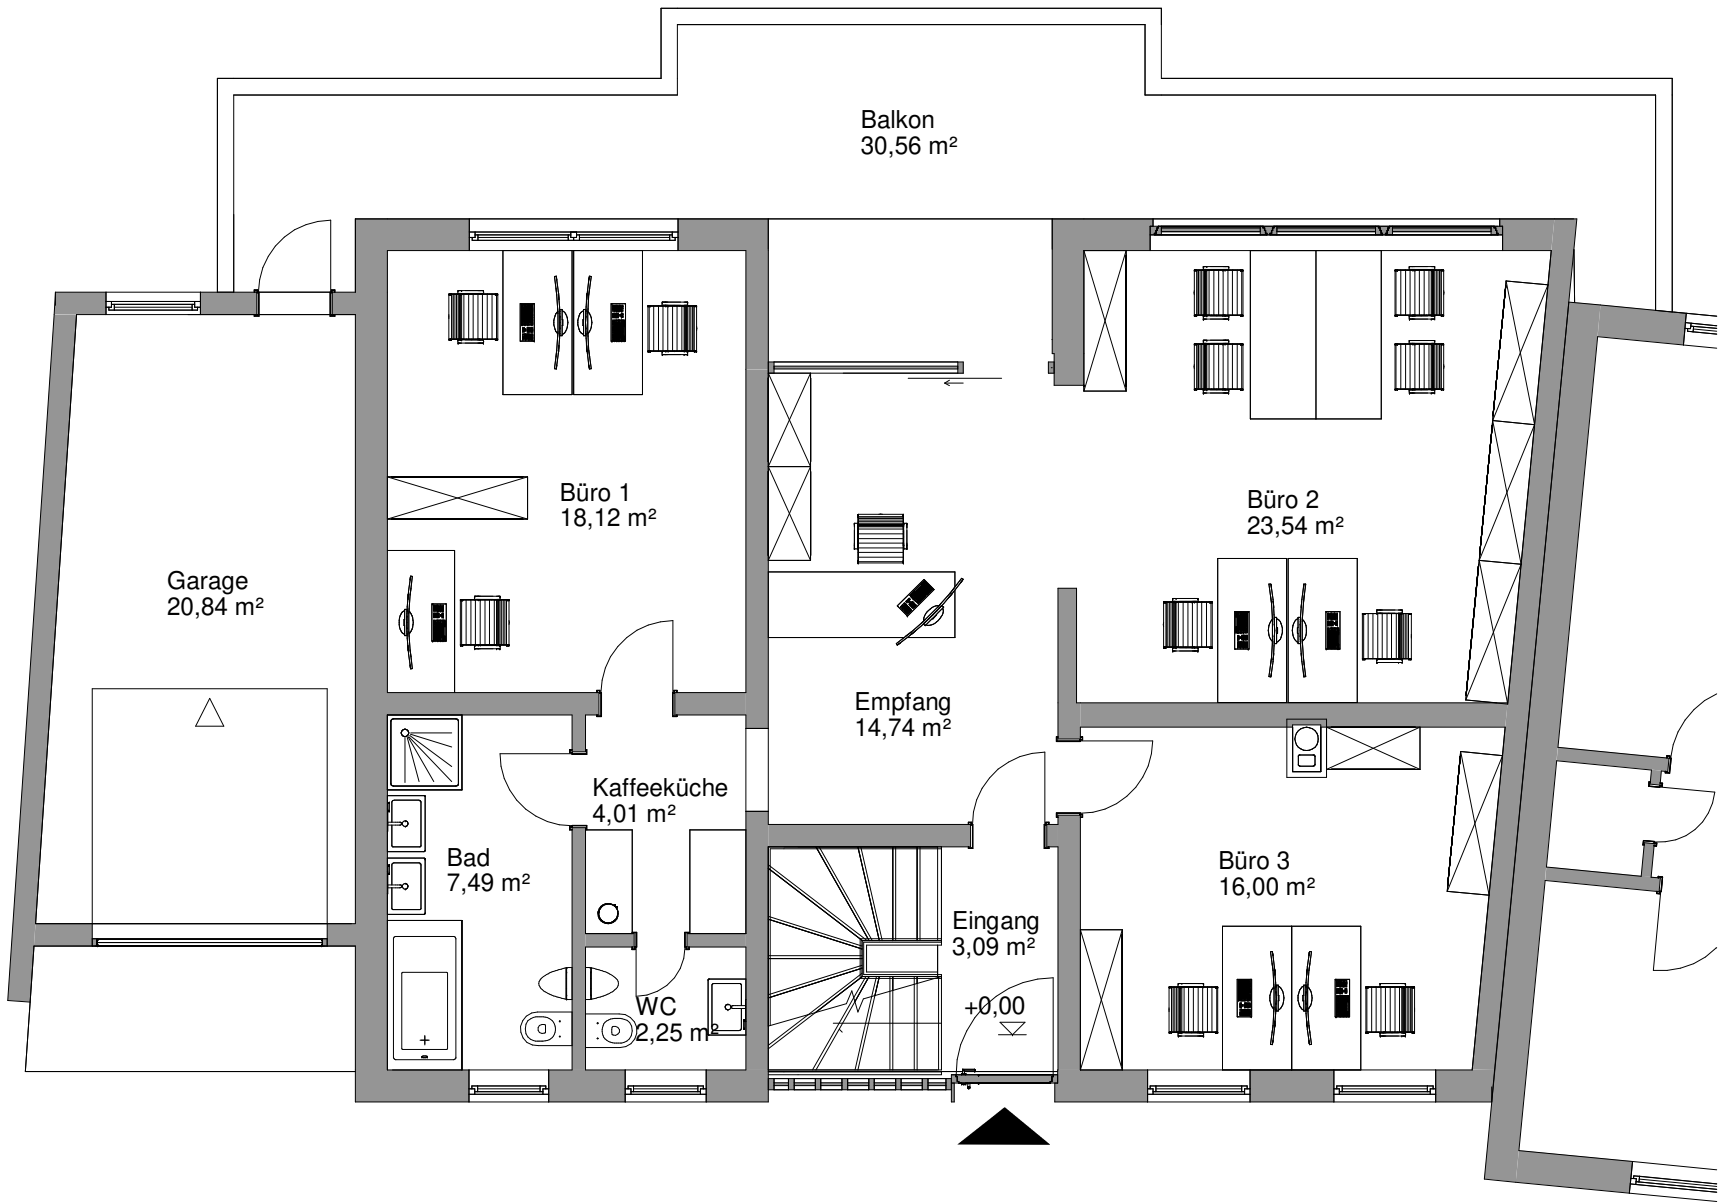 Balkon
30,56 m²
Büro 1
18,12 m²
Büro 2
23,54 m²
Garage
20,84 m²
Empfang
14,74 m²
Kaffeeküche
4,01 m²
Bad
7,49 m²
Büro 3
16,00 m²
Eingang
3,09 m²
WC
2,25 m²
+0,00